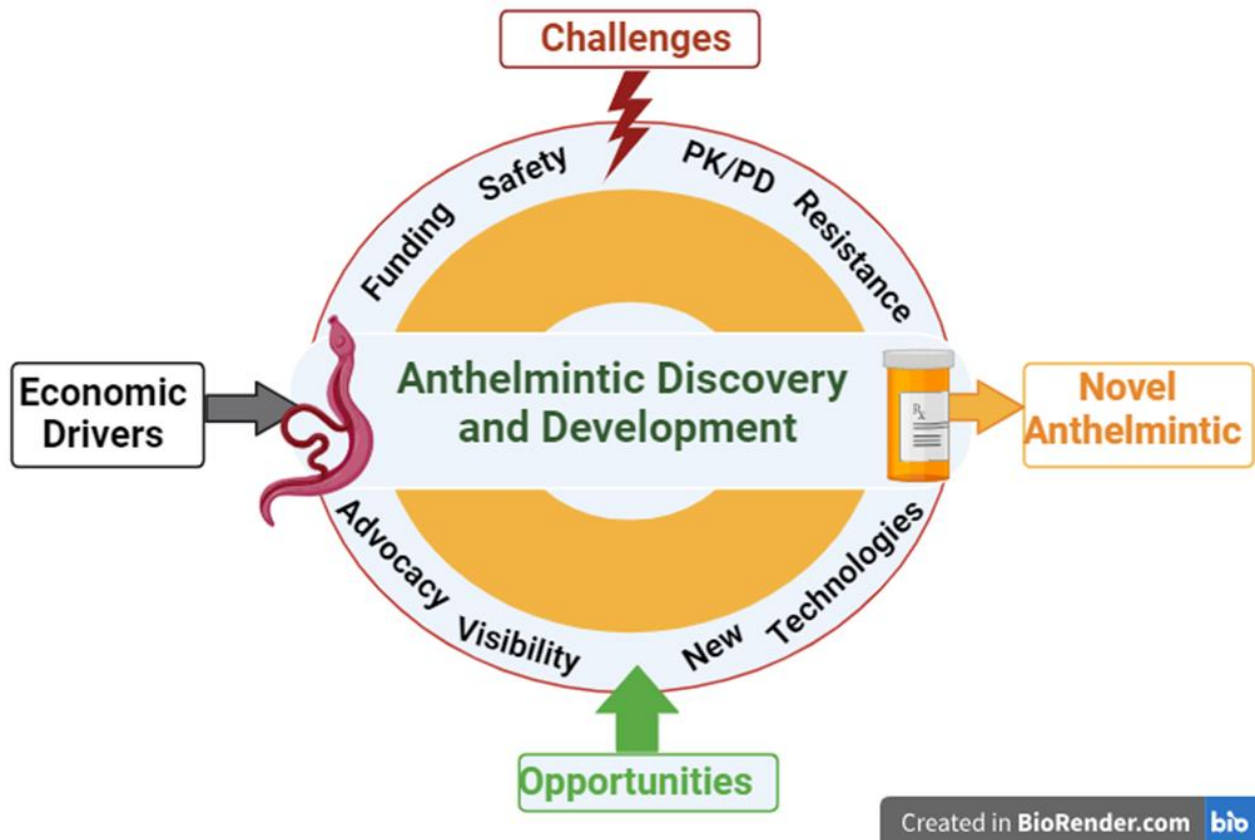 Challenges
Funding
Safety
PK/PD
Resistance
Economic
Drivers
Anthelmintic Discovery
and Development
Rx
Novel
Anthelmintic
Advocacy
Visibility
New
Technologies
Opportunities
Created in BioRender.com bio